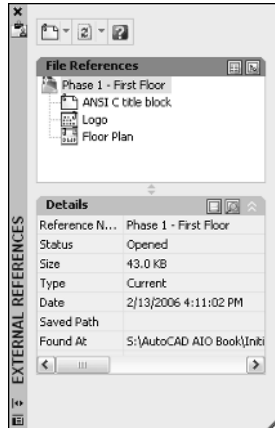 File References
Phase 1 - First Floor
ANSI C title block
Logo
Floor Plan
Details
Reference N... Phase 1 - First Floor
Status Opened
Size 43.0 KB
Type Current
Date 2/13/2006 4:11:02 PM
Saved Path
Found At S:\AutoCAD AIO Book\Initi
EXTERNAL REFERENCES